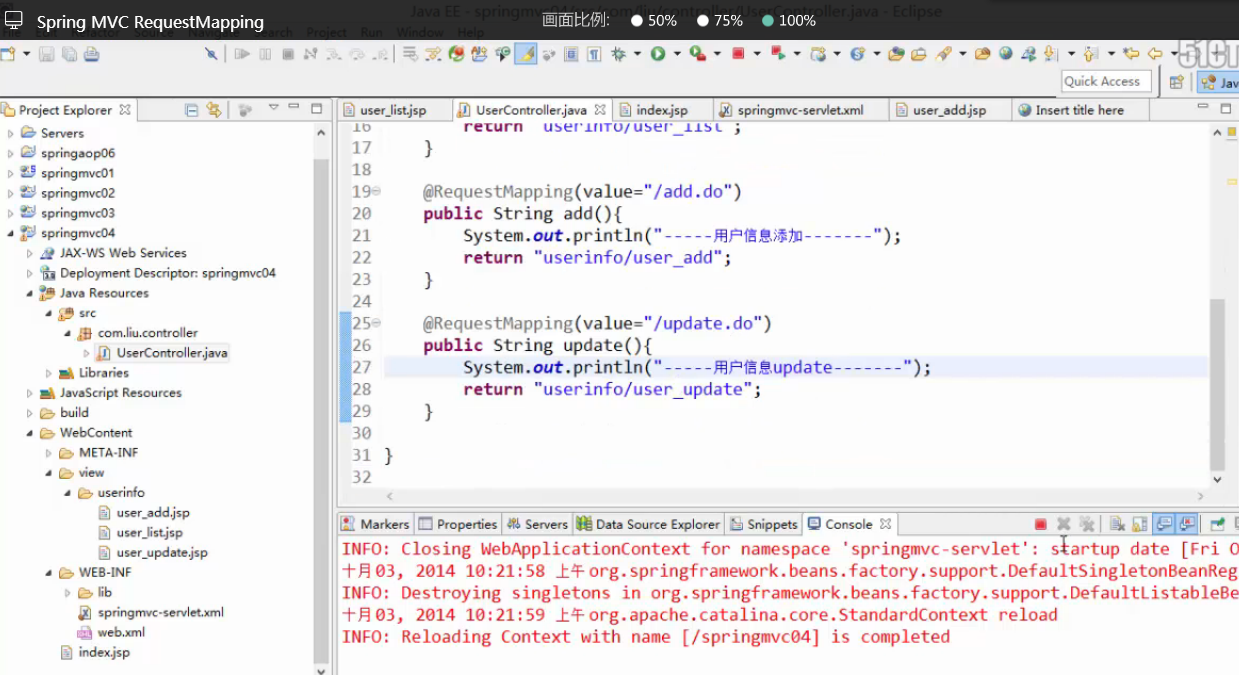 Java EE - springmvc04/src/com/liu/controller/UserController.java - Eclipse
Spring MVC RequestMapping
画面比例: 50% 75% 100%
Search Project Run Window Help
Quick Access
Jav
Project Explorer
user_list.jsp
UserController.java
index.jsp
springmvc-servlet.xml
user_add.jsp
Insert title here
Servers
springaop06
springmvc01
springmvc02
springmvc03
springmvc04
JAX-WS Web Services
Deployment Descriptor: springmvc04
Java Resources
src
com.liu.controller
UserController.java
Libraries
JavaScript Resources
build
WebContent
META-INF
view
userinfo
user_add.jsp
user_list.jsp
user_update.jsp
WEB-INF
lib
springmvc-servlet.xml
web.xml
index.jsp
16 return "userinfo/user_list";
17 }
18
19 @RequestMapping(value="/add.do")
20 public String add(){
21 System.out.println("-----用户信息添加-------");
22 return "userinfo/user_add";
23 }
24
25 @RequestMapping(value="/update.do")
26 public String update(){
27 System.out.println("-----用户信息update-------");
28 return "userinfo/user_update";
29 }
30
31 }
32
Markers Properties Servers Data Source Explorer Snippets Console
INFO: Closing WebApplicationContext for namespace 'springmvc-servlet': startup date [Fri O
十月 03, 2014 10:21:58 上午 org.springframework.beans.factory.support.DefaultSingletonBeanReg
INFO: Destroying singletons in org.springframework.beans.factory.support.DefaultListableBe
十月 03, 2014 10:21:59 上午 org.apache.catalina.core.StandardContext reload
INFO: Reloading Context with name [/springmvc04] is completed